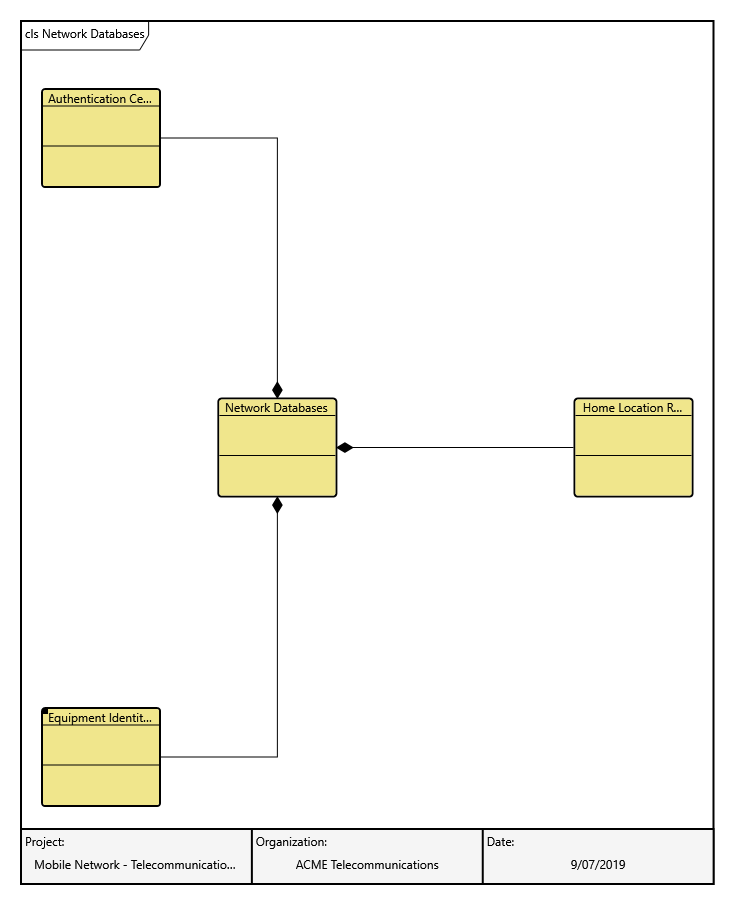 cls Network Databases
Authentication Ce...
Network Databases
Home Location R...
Equipment Identit...
Project:
Mobile Network - Telecommunicatio...
Organization:
ACME Telecommunications
Date:
9/07/2019